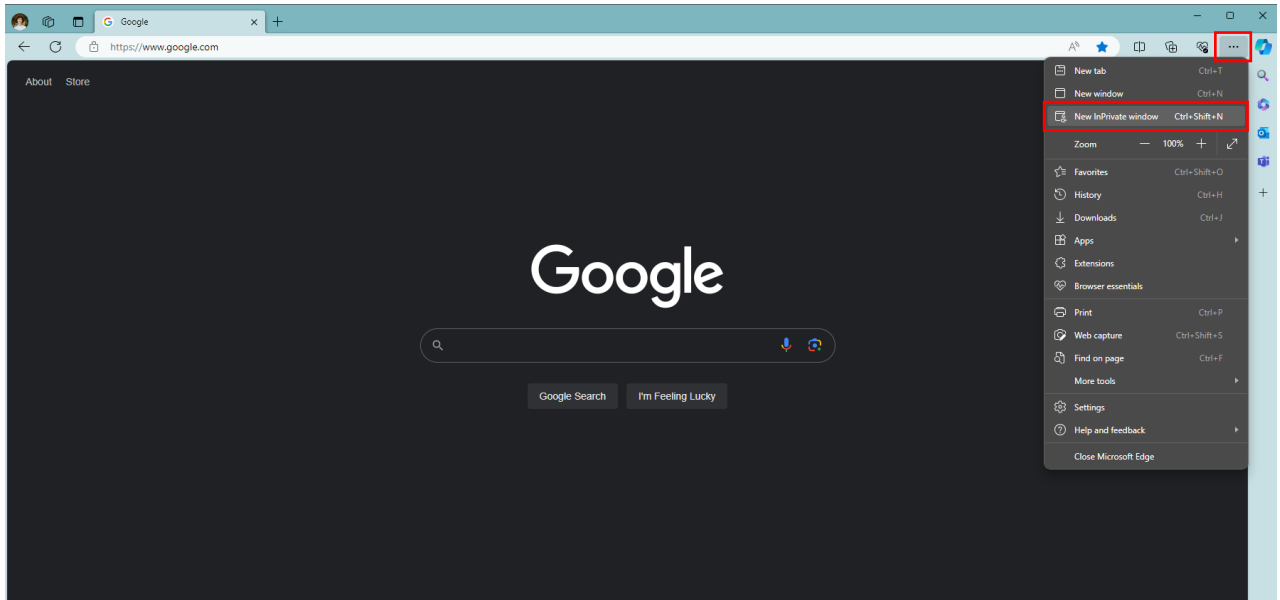 Google
https://www.google.com
About Store
New tab Ctrl+T
New window Ctrl+N
New InPrivate window Ctrl+Shift+N
Zoom — 100% +
Favorites Ctrl+Shift+O
History Ctrl+H
Downloads Ctrl+J
Apps
Extensions
Browser essentials
Print Ctrl+P
Web capture Ctrl+Shift+S
Find on page Ctrl+F
More tools
Settings
Help and feedback
Close Microsoft Edge
Google
Google Search I'm Feeling Lucky